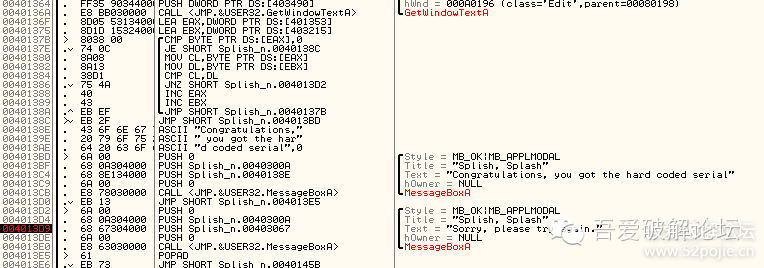 00401364 . FF35 90344000 PUSH DWORD PTR DS:[403490] hWnd = 000A0196 (class='Edit',parent=00080198)
0040136A . E8 BB030000 CALL <JMP.&USER32.GetWindowTextA> GetWindowTextA
0040136F . 8D05 53134000 LEA EAX,DWORD PTR DS:[401353]
00401375 . 8D1D 15324000 LEA EBX,DWORD PTR DS:[403215]
0040137B > 8038 00 CMP BYTE PTR DS:[EAX],0
0040137E . 74 0C JE SHORT Splish_n.0040138C
00401380 . 8A08 MOV CL,BYTE PTR DS:[EAX]
00401382 . 8A13 MOV DL,BYTE PTR DS:[EBX]
00401384 . 38D1 CMP CL,DL
00401386 . 75 4A JNZ SHORT Splish_n.004013D2
00401388 . 40 INC EAX
00401389 . 43 INC EBX
0040138A .^ EB EF JMP SHORT Splish_n.0040137B
0040138C > EB 2F JMP SHORT Splish_n.004013BD
0040138E . 43 6F 6E 67 ASCII "Congratulations,"
0040139E . 20 79 6F 75 ASCII " you got the har"
004013AE . 64 20 63 6F ASCII "d coded serial",0
004013BD > 6A 00 PUSH 0 Style = MB_OK|MB_APPLMODAL
004013BF . 68 0A304000 PUSH Splish_n.0040300A Title = "Splish, Splash"
004013C4 . 68 8E134000 PUSH Splish_n.0040138E Text = "Congratulations, you got the hard coded serial"
004013C9 . 6A 00 PUSH 0 hOwner = NULL
004013CB . E8 78030000 CALL <JMP.&USER32.MessageBoxA> MessageBoxA
004013D0 . EB 13 JMP SHORT Splish_n.004013E5
004013D2 > 6A 00 PUSH 0 Style = MB_OK|MB_APPLMODAL
004013D4 . 68 0A304000 PUSH Splish_n.0040300A Title = "Splish, Splash"
004013D9 . 68 67304000 PUSH Splish_n.00403067 Text = "Sorry, please try again."
004013DE . 6A 00 PUSH 0 hOwner = NULL
004013E0 . E8 63030000 CALL <JMP.&USER32.MessageBoxA> MessageBoxA
004013E5 > 61 POPAD
004013E6 . EB 73 JMP SHORT Splish_n.0040145B
吾爱破解论坛
www.52pojie.cn